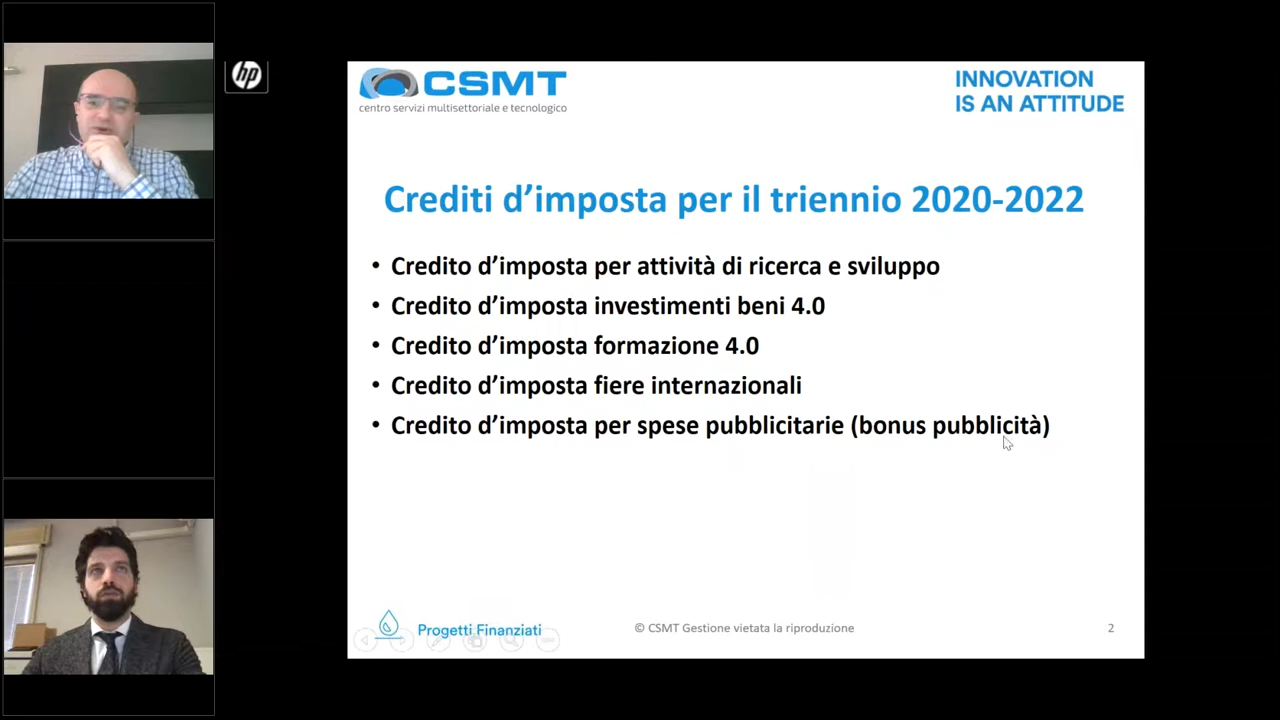 hp
CSMT
centro servizi multisettoriale e tecnologico
INNOVATION
IS AN ATTITUDE
Crediti d’imposta per il triennio 2020-2022
• Credito d’imposta per attività di ricerca e sviluppo
• Credito d’imposta investimenti beni 4.0
• Credito d’imposta formazione 4.0
• Credito d’imposta fiere internazionali
• Credito d’imposta per spese pubblicitarie (bonus pubblicità)
Progetti Finanziati
© CSMT Gestione vietata la riproduzione
2